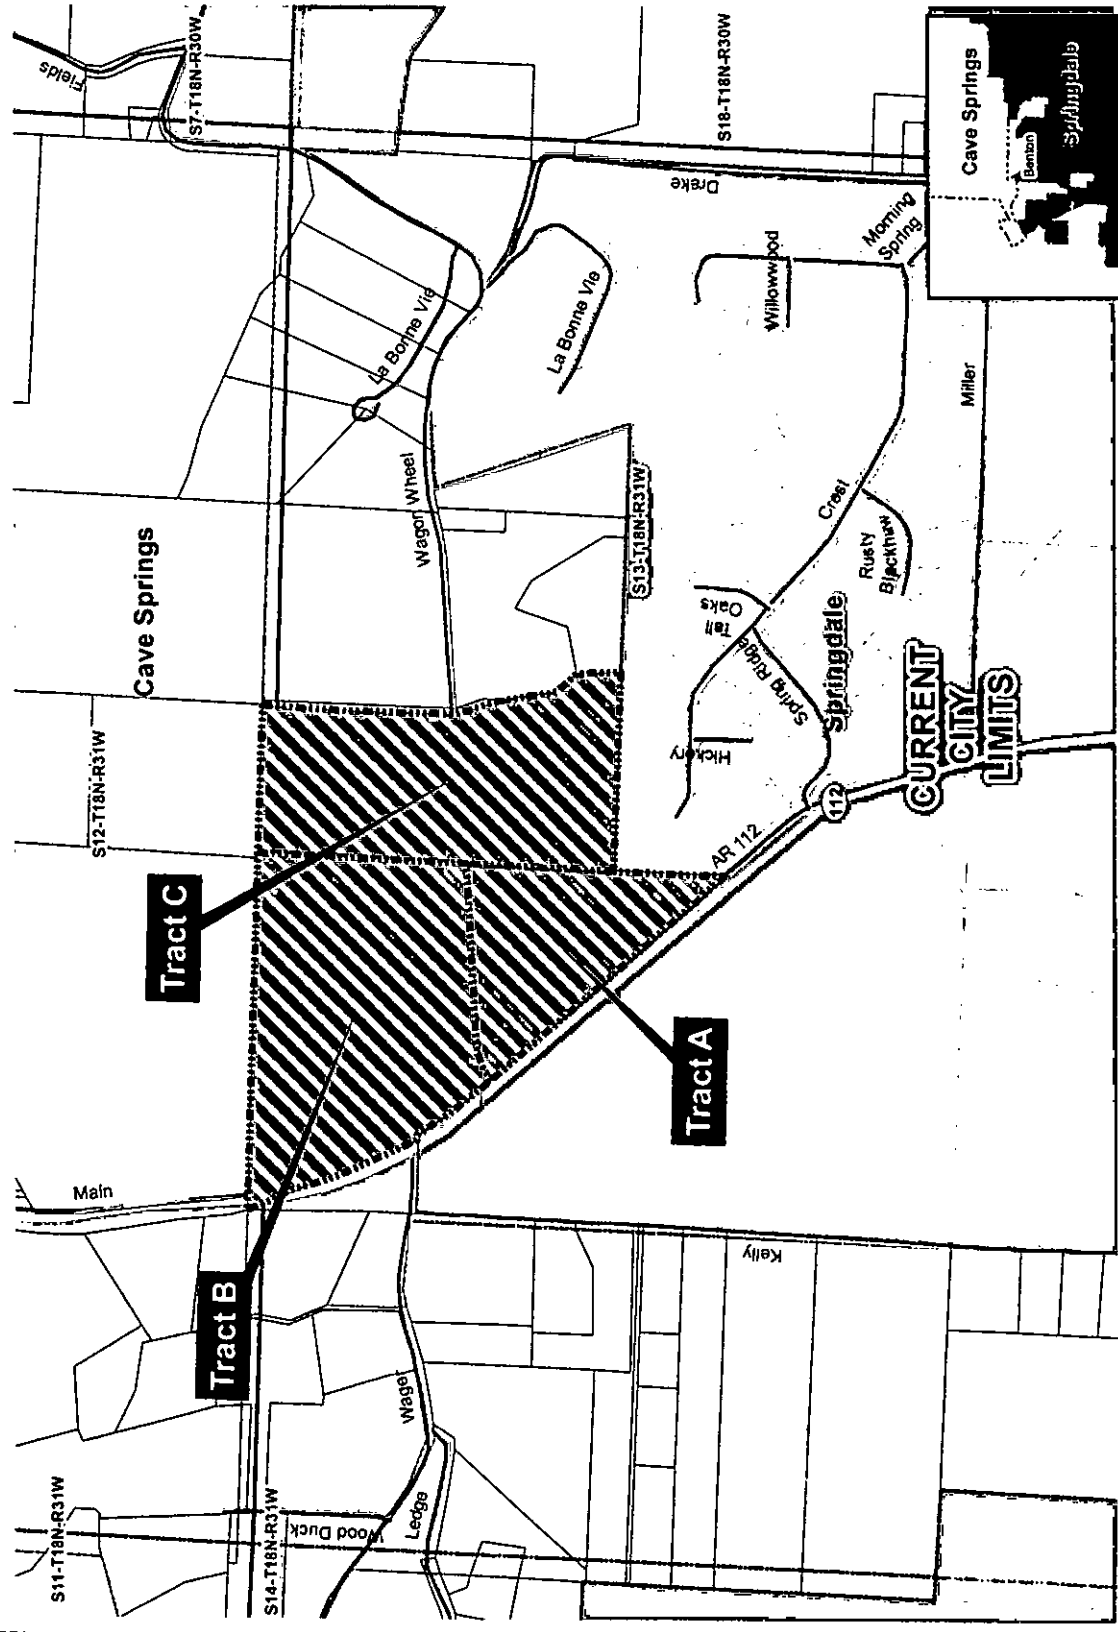 S11-T18N-R31W
S12-T18N-R31W
Cave Springs
S7-T18N-R30W
Fields
Main
Tract C
Tract B
S14-T18N-R31W
Wood Duck
Ledge
Wager
Wagon Wheel
La Bonne Vie
La Bonne Vie
S18-T18N-R30W
Drake
S13-T18N-R31W
Tract A
Kelly
AR 112
112
Hickory
Tall
Oaks
Spring Ridge
Crest
Willowwood
Morning
Spring
Rusty
Blackhaw
Springdale
Miller
CURRENT
CITY
LIMITS
Cave Springs
Benton
Springdale